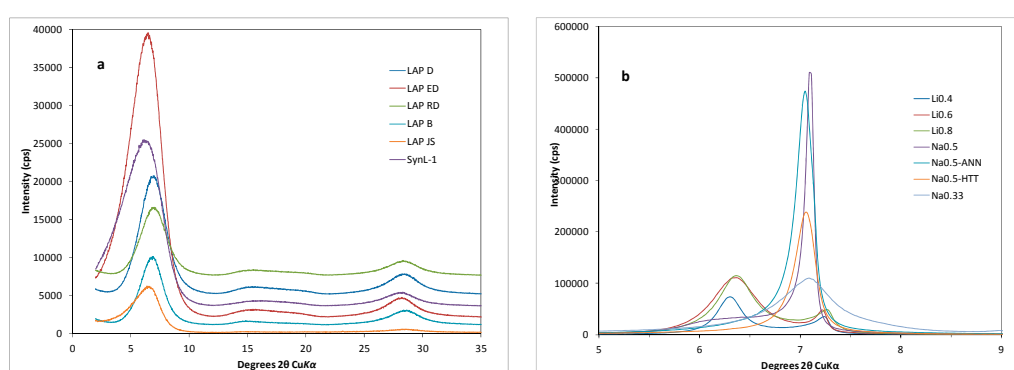 a
40000
35000
30000
25000
20000
15000
10000
5000
0
Intensity (cps)
0 5 10 15 20 25 30 35
Degrees 2θ CuKα
LAP D
LAP ED
LAP RD
LAP B
LAP JS
SynL-1
b
600000
500000
400000
300000
200000
100000
0
Intensity (cps)
5 6 7 8 9
Degrees 2θ CuKα
Li0.4
Li0.6
Li0.8
Na0.5
Na0.5-ANN
Na0.5-HTT
Na0.33